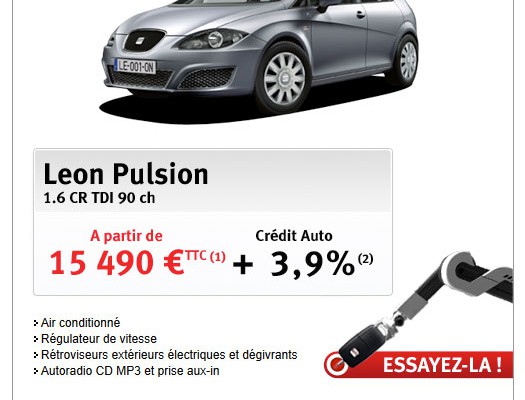 LE-001-ON
Leon Pulsion
1.6 CR TDI 90 ch
A partir de
15 490 € TTC (1)
+
Crédit Auto
3,9% (2)
› Air conditionné
› Régulateur de vitesse
› Rétroviseurs extérieurs électriques et dégivrants
› Autoradio CD MP3 et prise aux-in
ESSAYEZ-LA !